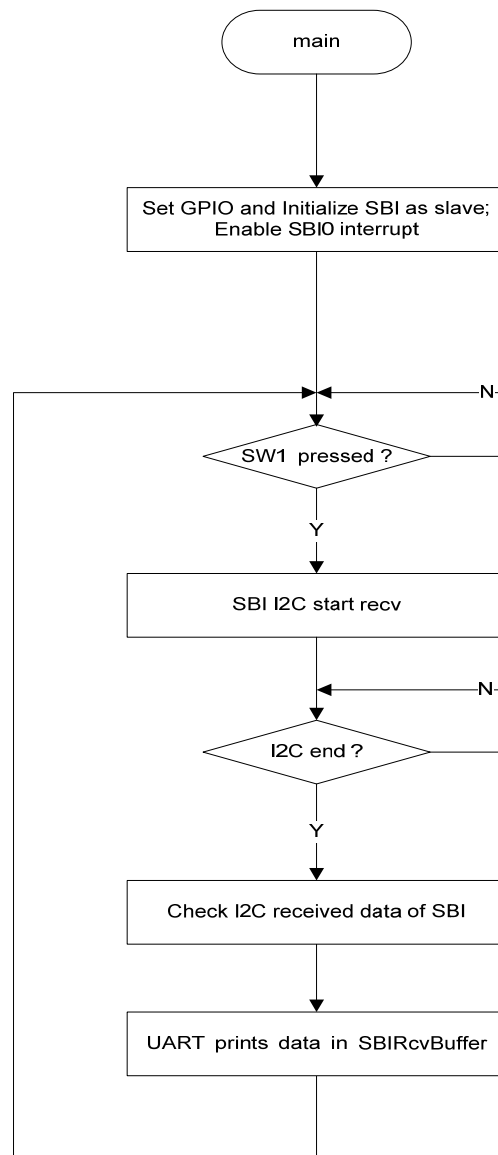 main
Set GPIO and Initialize SBI as slave;
Enable SBI0 interrupt
N
SW1 pressed ?
Y
SBI I2C start recv
N
I2C end ?
Y
Check I2C received data of SBI
UART prints data in SBIRcvBuffer